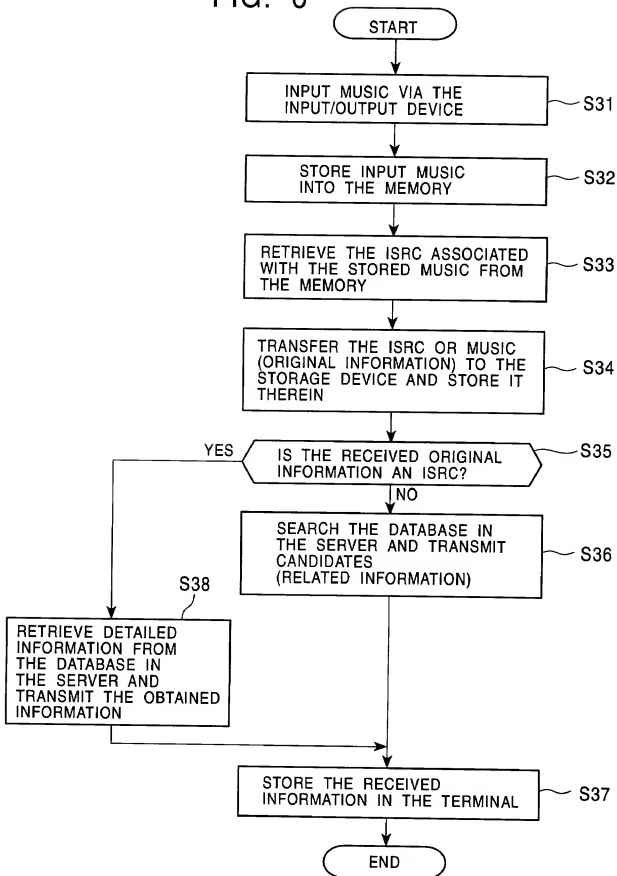 START
INPUT MUSIC VIA THE
INPUT/OUTPUT DEVICE
S31
STORE INPUT MUSIC
INTO THE MEMORY
S32
RETRIEVE THE ISRC ASSOCIATED
WITH THE STORED MUSIC FROM
THE MEMORY
S33
TRANSFER THE ISRC OR MUSIC
(ORIGINAL INFORMATION) TO THE
STORAGE DEVICE AND STORE IT
THEREIN
S34
IS THE RECEIVED ORIGINAL
INFORMATION AN ISRC?
S35
YES
NO
SEARCH THE DATABASE IN
THE SERVER AND TRANSMIT
CANDIDATES
(RELATED INFORMATION)
S36
S38
RETRIEVE DETAILED
INFORMATION FROM
THE DATABASE IN
THE SERVER AND
TRANSMIT THE OBTAINED
INFORMATION
STORE THE RECEIVED
INFORMATION IN THE TERMINAL
S37
END